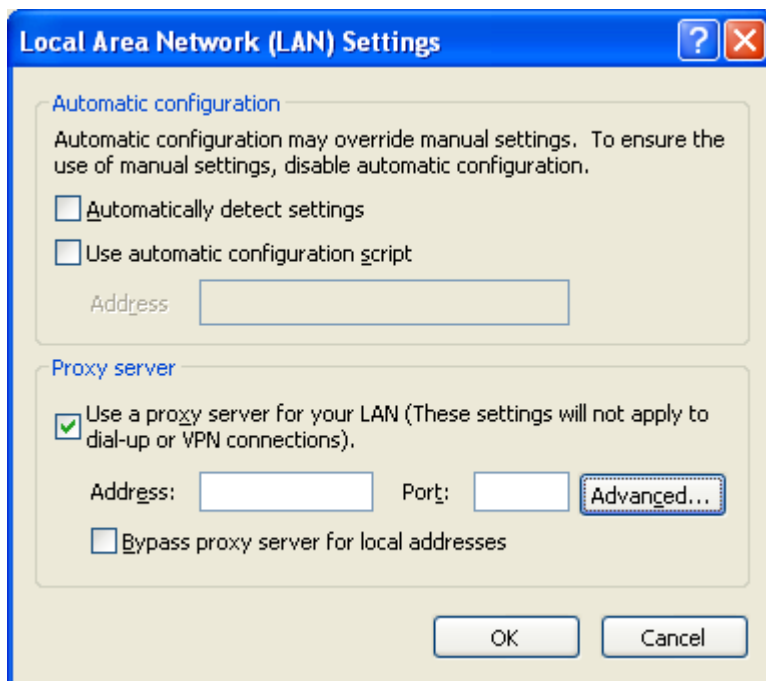 Local Area Network (LAN) Settings
Automatic configuration
Automatic configuration may override manual settings.  To ensure the
use of manual settings, disable automatic configuration.
Automatically detect settings
Use automatic configuration script
Address
Proxy server
Use a proxy server for your LAN (These settings will not apply to
dial-up or VPN connections).
Address: Port: Advanced...
Bypass proxy server for local addresses
OK Cancel